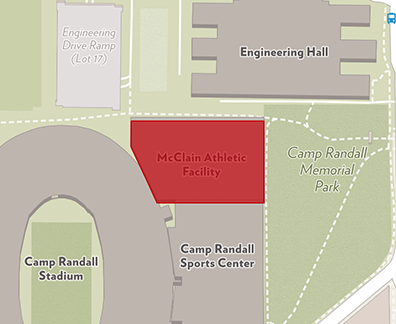 Engineering
Drive Ramp
(Lot 17)
Engineering Hall
McClain Athletic
Facility
Camp Randall
Memorial
Park
Camp Randall
Sports Center
Camp Randall
Stadium